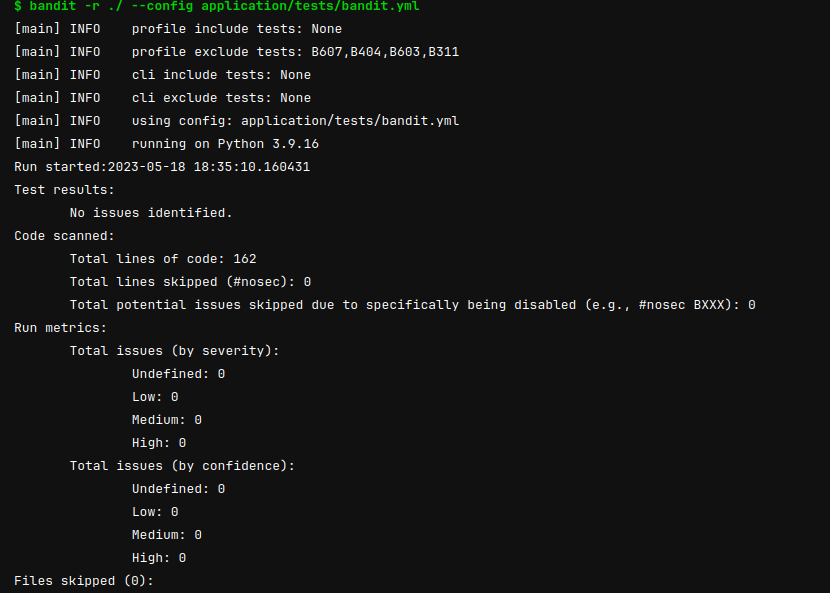 $ bandit -r ./ --config application/tests/bandit.yml
[main] INFO profile include tests: None
[main] INFO profile exclude tests: B607,B404,B603,B311
[main] INFO cli include tests: None
[main] INFO cli exclude tests: None
[main] INFO using config: application/tests/bandit.yml
[main] INFO running on Python 3.9.16
Run started:2023-05-18 18:35:10.160431
Test results:
No issues identified.
Code scanned:
Total lines of code: 162
Total lines skipped (#nosec): 0
Total potential issues skipped due to specifically being disabled (e.g., #nosec BXXX): 0
Run metrics:
Total issues (by severity):
Undefined: 0
Low: 0
Medium: 0
High: 0
Total issues (by confidence):
Undefined: 0
Low: 0
Medium: 0
High: 0
Files skipped (0):